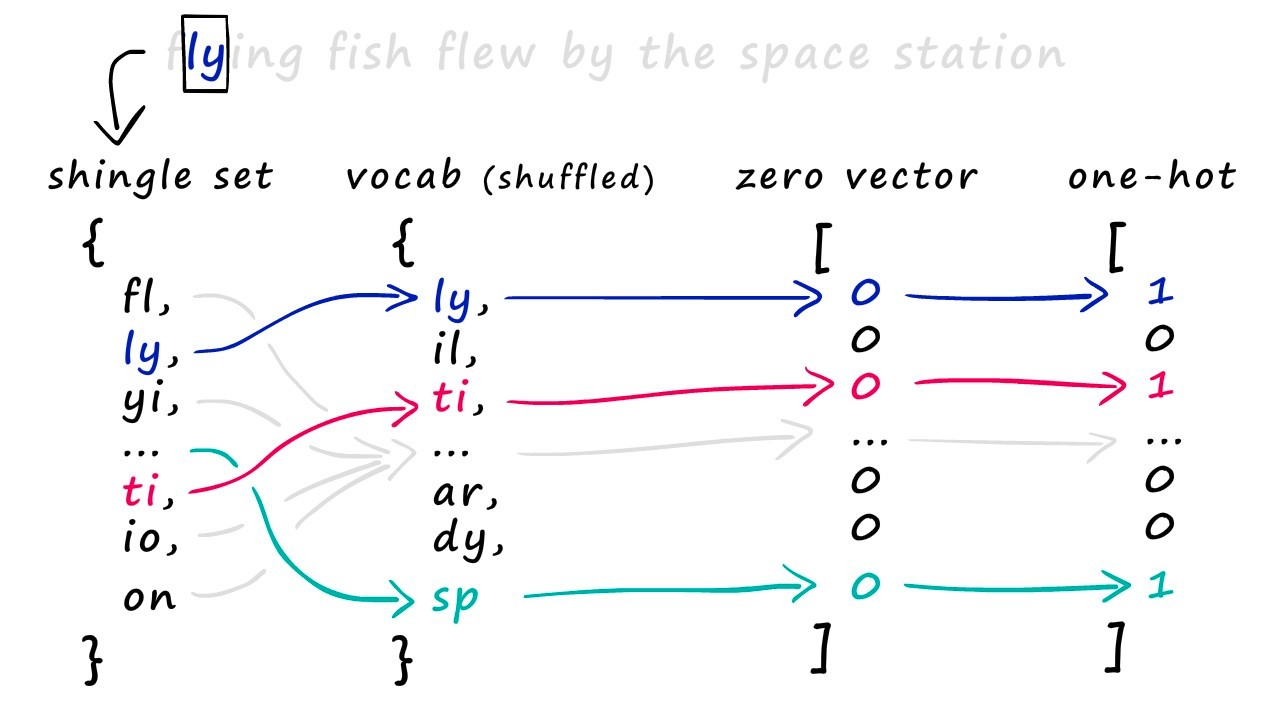 flying fish flew by the space station
shingle set vocab (shuffled) zero vector one-hot
{ { [ [
fl, ly, 0 1
ly, il, 0 0
yi, ti, 0 1
... ... ... ...
ti, ar, 0 0
io, dy, 0 0
on sp 0 1
} } ] ]